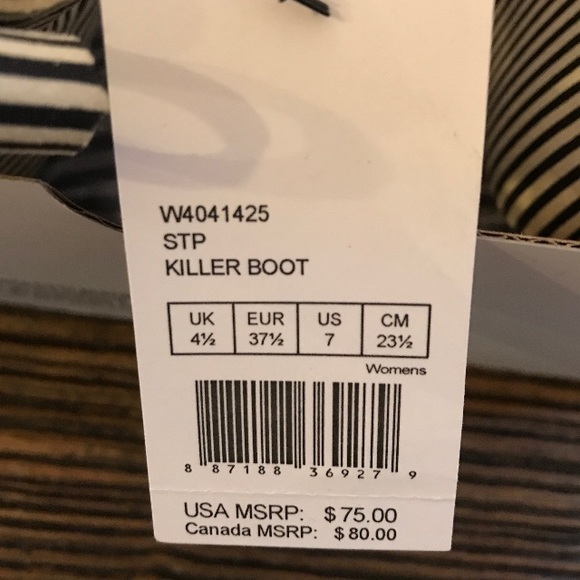 W4041425
STP
KILLER BOOT
UK EUR US CM
4½ 37½ 7 23½
Womens
8 87188 36927 9
USA MSRP: $75.00
Canada MSRP: $80.00